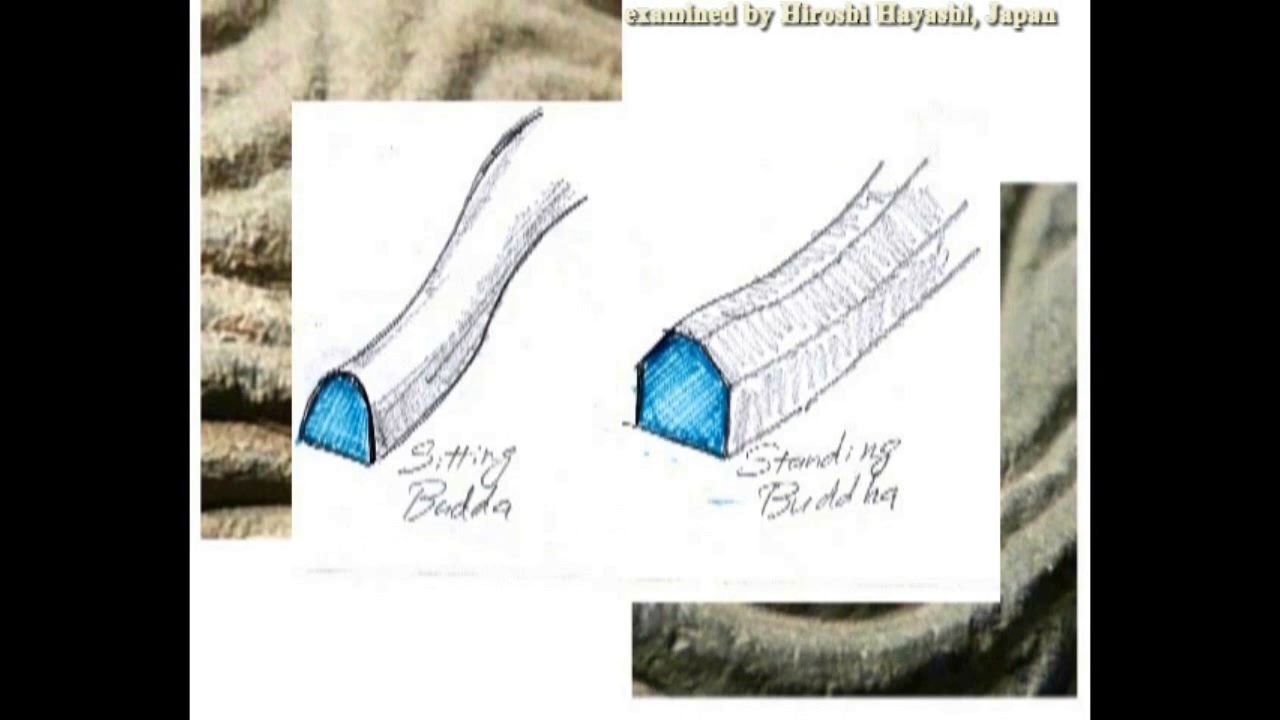 examined by Hiroshi Hayashi, Japan
Sitting
Budda
Standing
Buddha